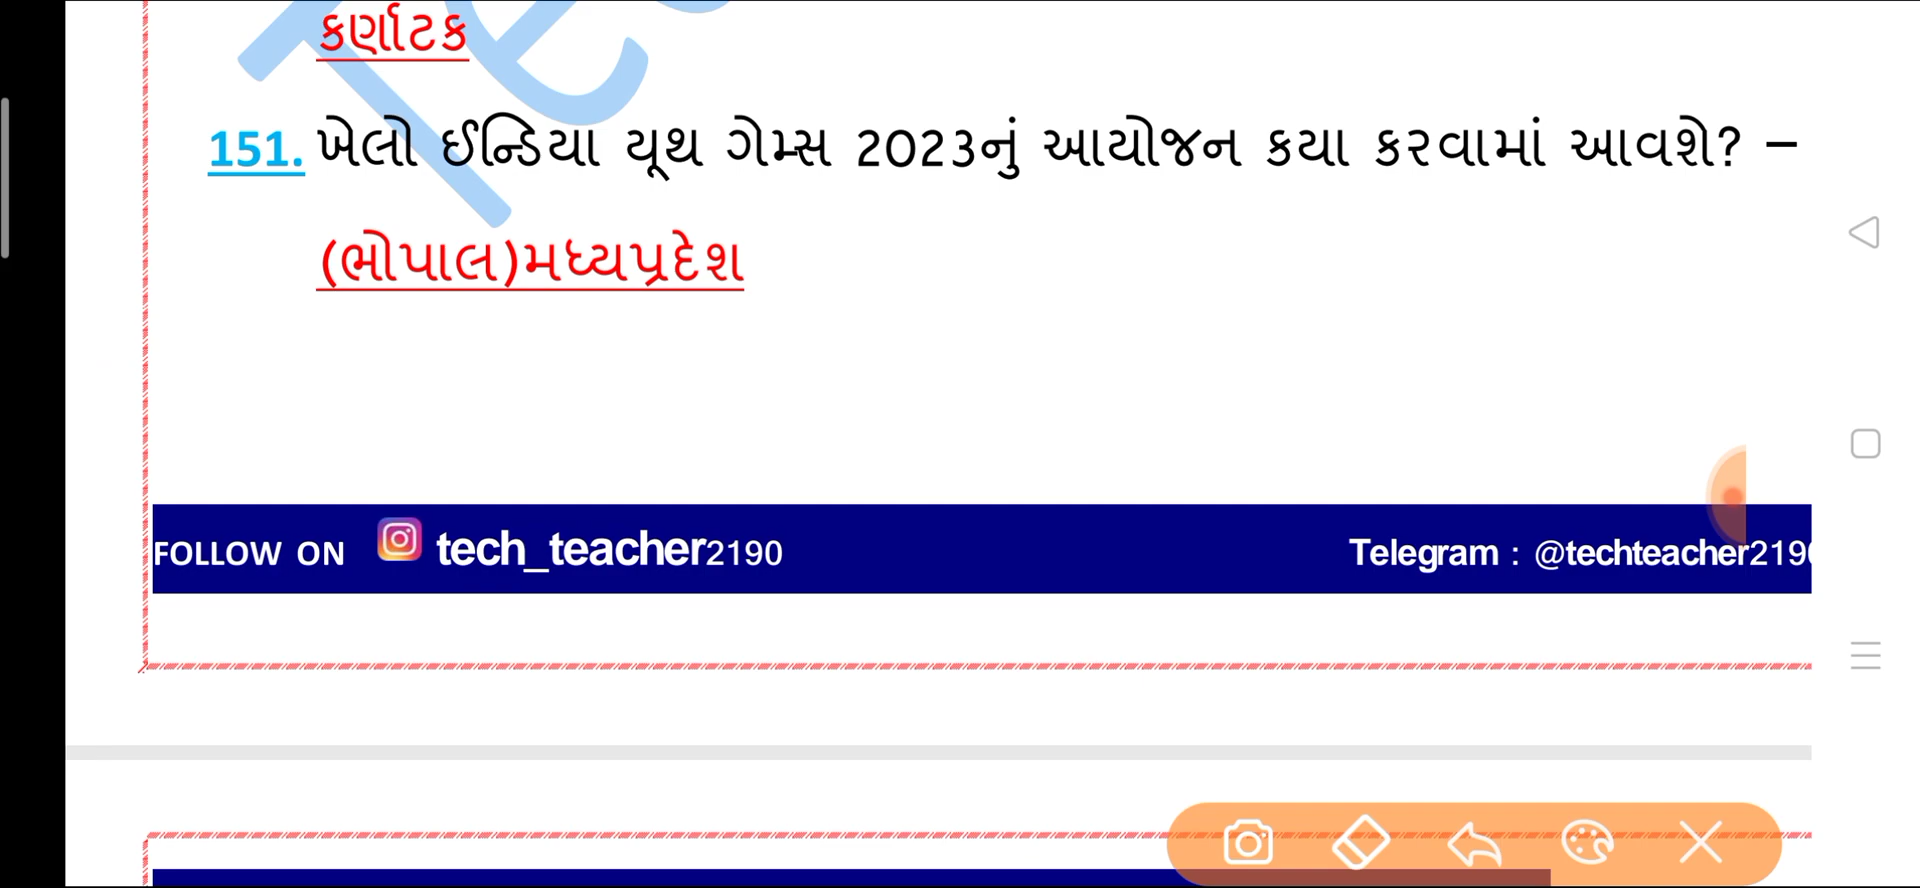 કર્ણાટક
151. ખેલો ઈન્ડિયા યૂથ ગેમ્સ 2023નું આયોજન કયા કરવામાં આવશે? –
(ભોપાલ)મધ્યપ્રદેશ
FOLLOW ON tech_teacher2190 Telegram : @techteacher219